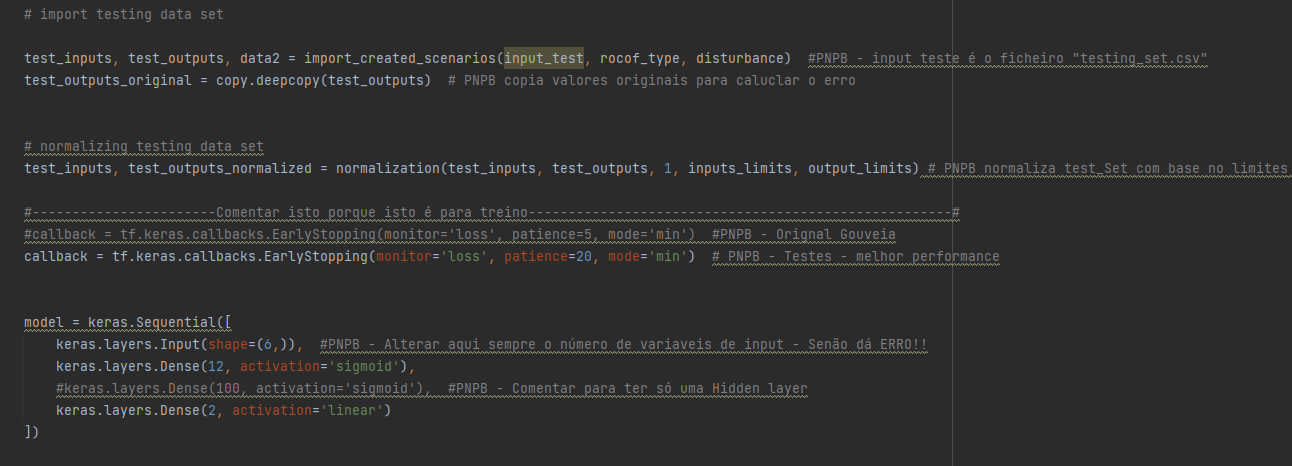 # import testing data set
test_inputs, test_outputs, data2 = import_created_scenarios(input_test, rocof_type, disturbance)  #PNPB - input teste é o ficheiro "testing_set.csv"
test_outputs_original = copy.deepcopy(test_outputs)  # PNPB copia valores originais para caluclar o erro
# normalizing testing data set
test_inputs, test_outputs_normalized = normalization(test_inputs, test_outputs, 1, inputs_limits, output_limits) # PNPB normaliza test_Set com base no limites
#-----------------------Comentar isto porque isto é para treino-----------------------------------------------------#
#callback = tf.keras.callbacks.EarlyStopping(monitor='loss', patience=5, mode='min')  #PNPB - Orignal Gouveia
callback = tf.keras.callbacks.EarlyStopping(monitor='loss', patience=20, mode='min')  # PNPB - Testes - melhor performance
model = keras.Sequential([
    keras.layers.Input(shape=(6,)),  #PNPB - Alterar aqui sempre o número de variaveis de input - Senão dá ERRO!!
    keras.layers.Dense(12, activation='sigmoid'),
    #keras.layers.Dense(100, activation='sigmoid'),  #PNPB - Comentar para ter só uma Hidden layer
    keras.layers.Dense(2, activation='linear')
])